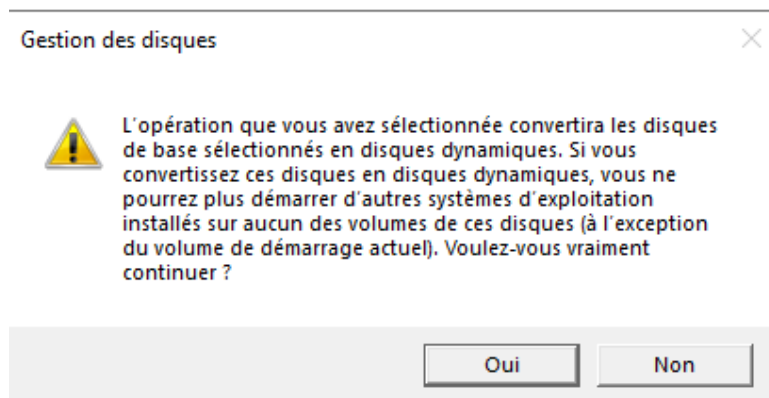 Gestion des disques
L'opération que vous avez sélectionnée convertira les disques
de base sélectionnés en disques dynamiques. Si vous
convertissez ces disques en disques dynamiques, vous ne
pourrez plus démarrer d'autres systèmes d'exploitation
installés sur aucun des volumes de ces disques (à l'exception
du volume de démarrage actuel). Voulez-vous vraiment
continuer ?
Oui
Non